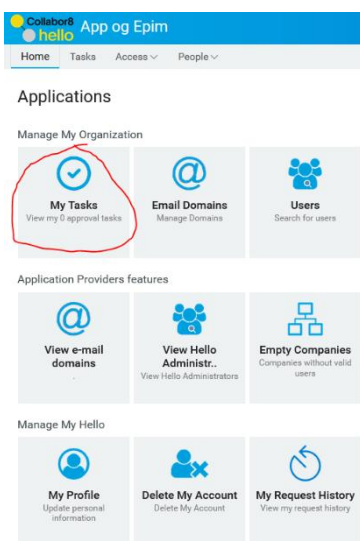 Collabor8
hello App og Epim
Home Tasks Access People
Applications
Manage My Organization
My Tasks
View my 0 approval tasks
Email Domains
Manage Domains
Users
Search for users
Application Providers features
View e-mail
domains
.
View Hello
Administr..
View Hello Administrators
Empty Companies
Companies without valid
users
Manage My Hello
My Profile
Update personal
information
Delete My Account
Delete My Account
My Request History
View my request history